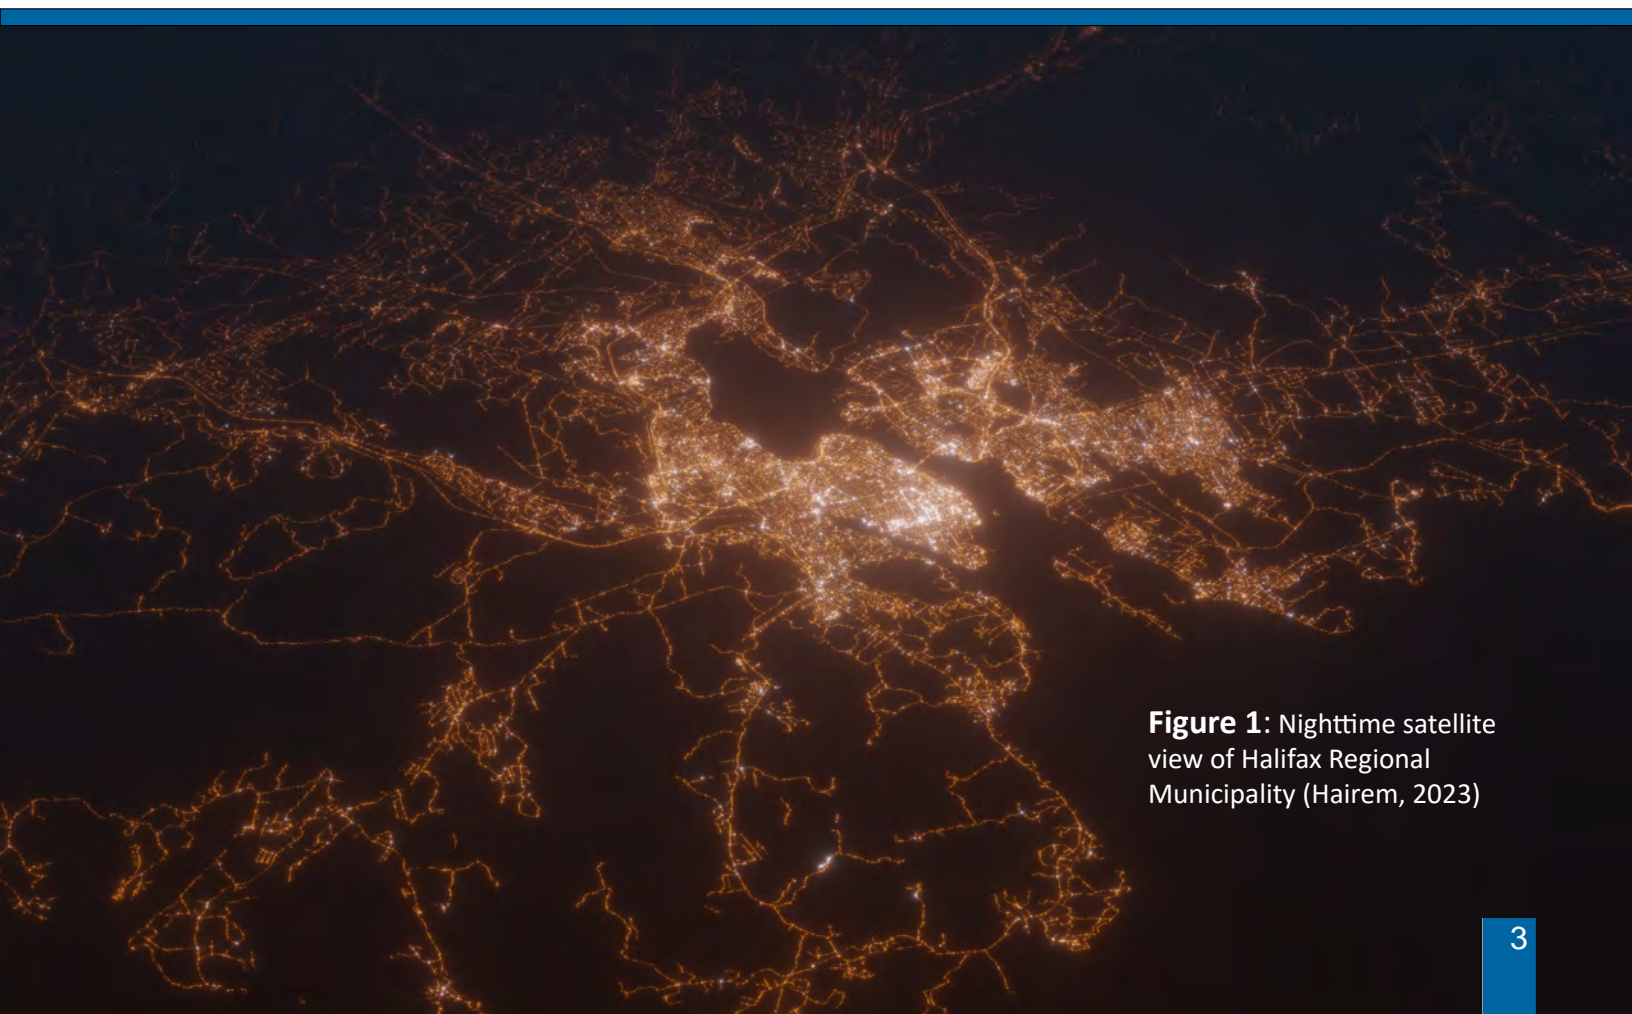 Figure 1: Nighttime satellite
view of Halifax Regional
Municipality (Hairem, 2023)
3